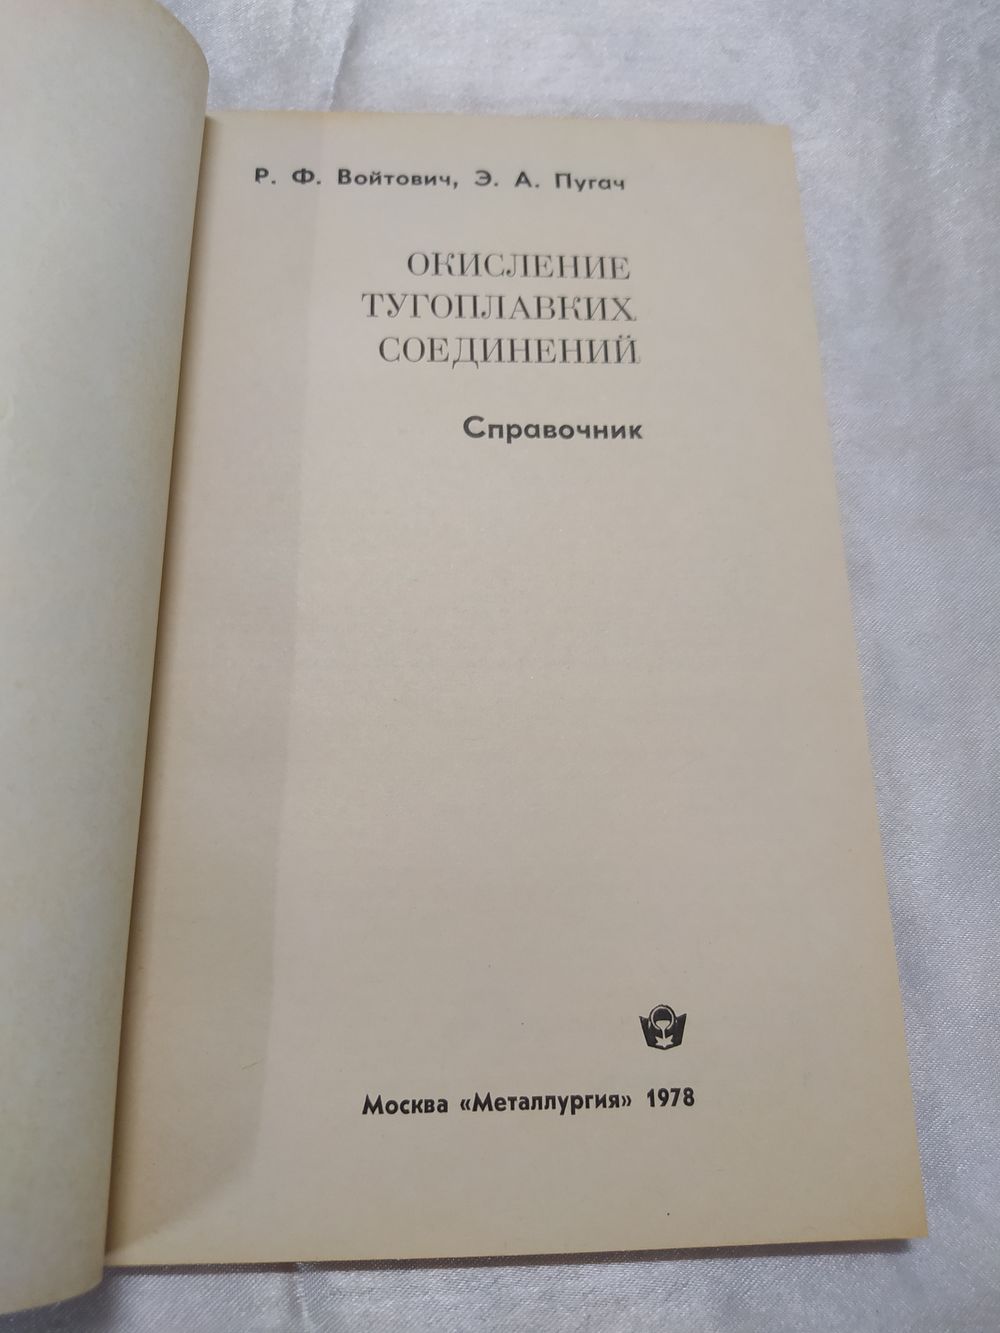 Р. Ф. Войтович, Э. А. Пугач
ОКИСЛЕНИЕ
ТУГОПЛАВКИХ
СОЕДИНЕНИЙ
Справочник
Москва «Металлургия» 1978